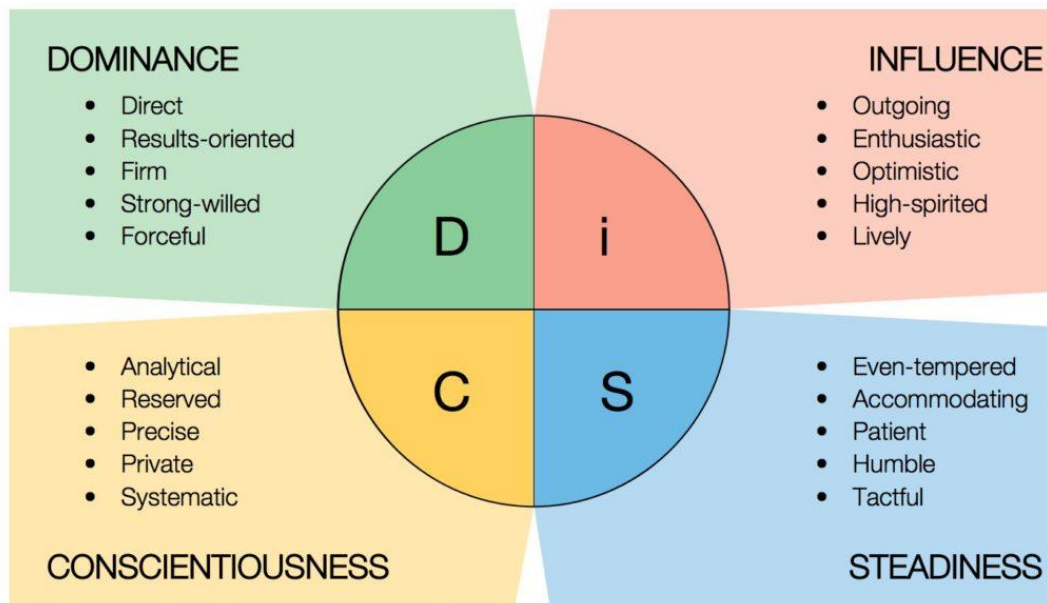 DOMINANCE
• Direct
• Results-oriented
• Firm
• Strong-willed
• Forceful
INFLUENCE
• Outgoing
• Enthusiastic
• Optimistic
• High-spirited
• Lively
D
i
C
S
• Analytical
• Reserved
• Precise
• Private
• Systematic
CONSCIENTIOUSNESS
• Even-tempered
• Accommodating
• Patient
• Humble
• Tactful
STEADINESS